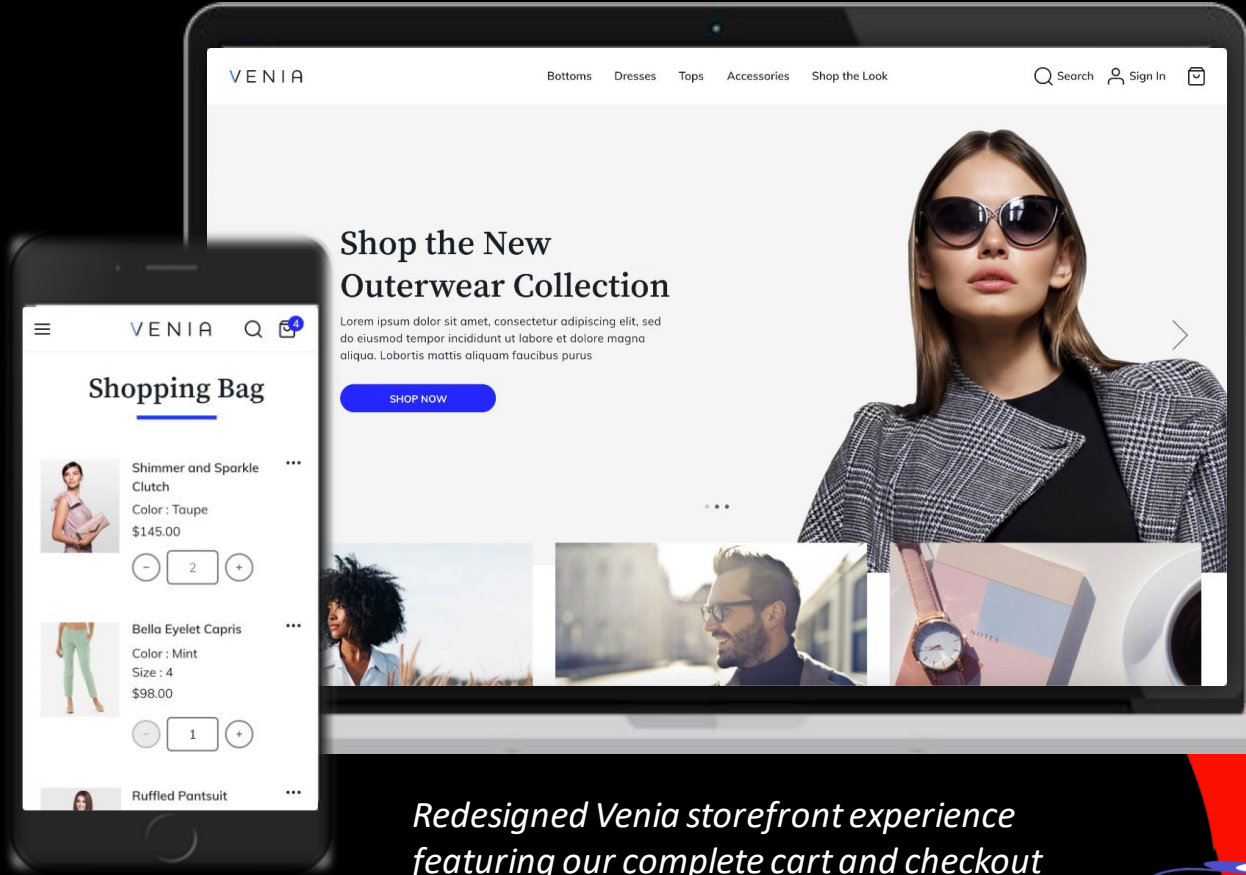 VENIA
Bottoms Dresses Tops Accessories Shop the Look
Search Sign In
Shop the New
Outerwear Collection
Lorem ipsum dolor sit amet, consectetur adipiscing elit, sed
do eiusmod tempor incididunt ut labore et dolore magna
aliqua. Lobortis mattis aliquam faucibus purus
SHOP NOW
NOTES
VENIA
4
Shopping Bag
Shimmer and Sparkle
Clutch
Color : Taupe
$145.00
- 2 +
Bella Eyelet Capris
Color : Mint
Size : 4
$98.00
- 1 +
Ruffled Pantsuit
Redesigned Venia storefront experience
featuring our complete cart and checkout